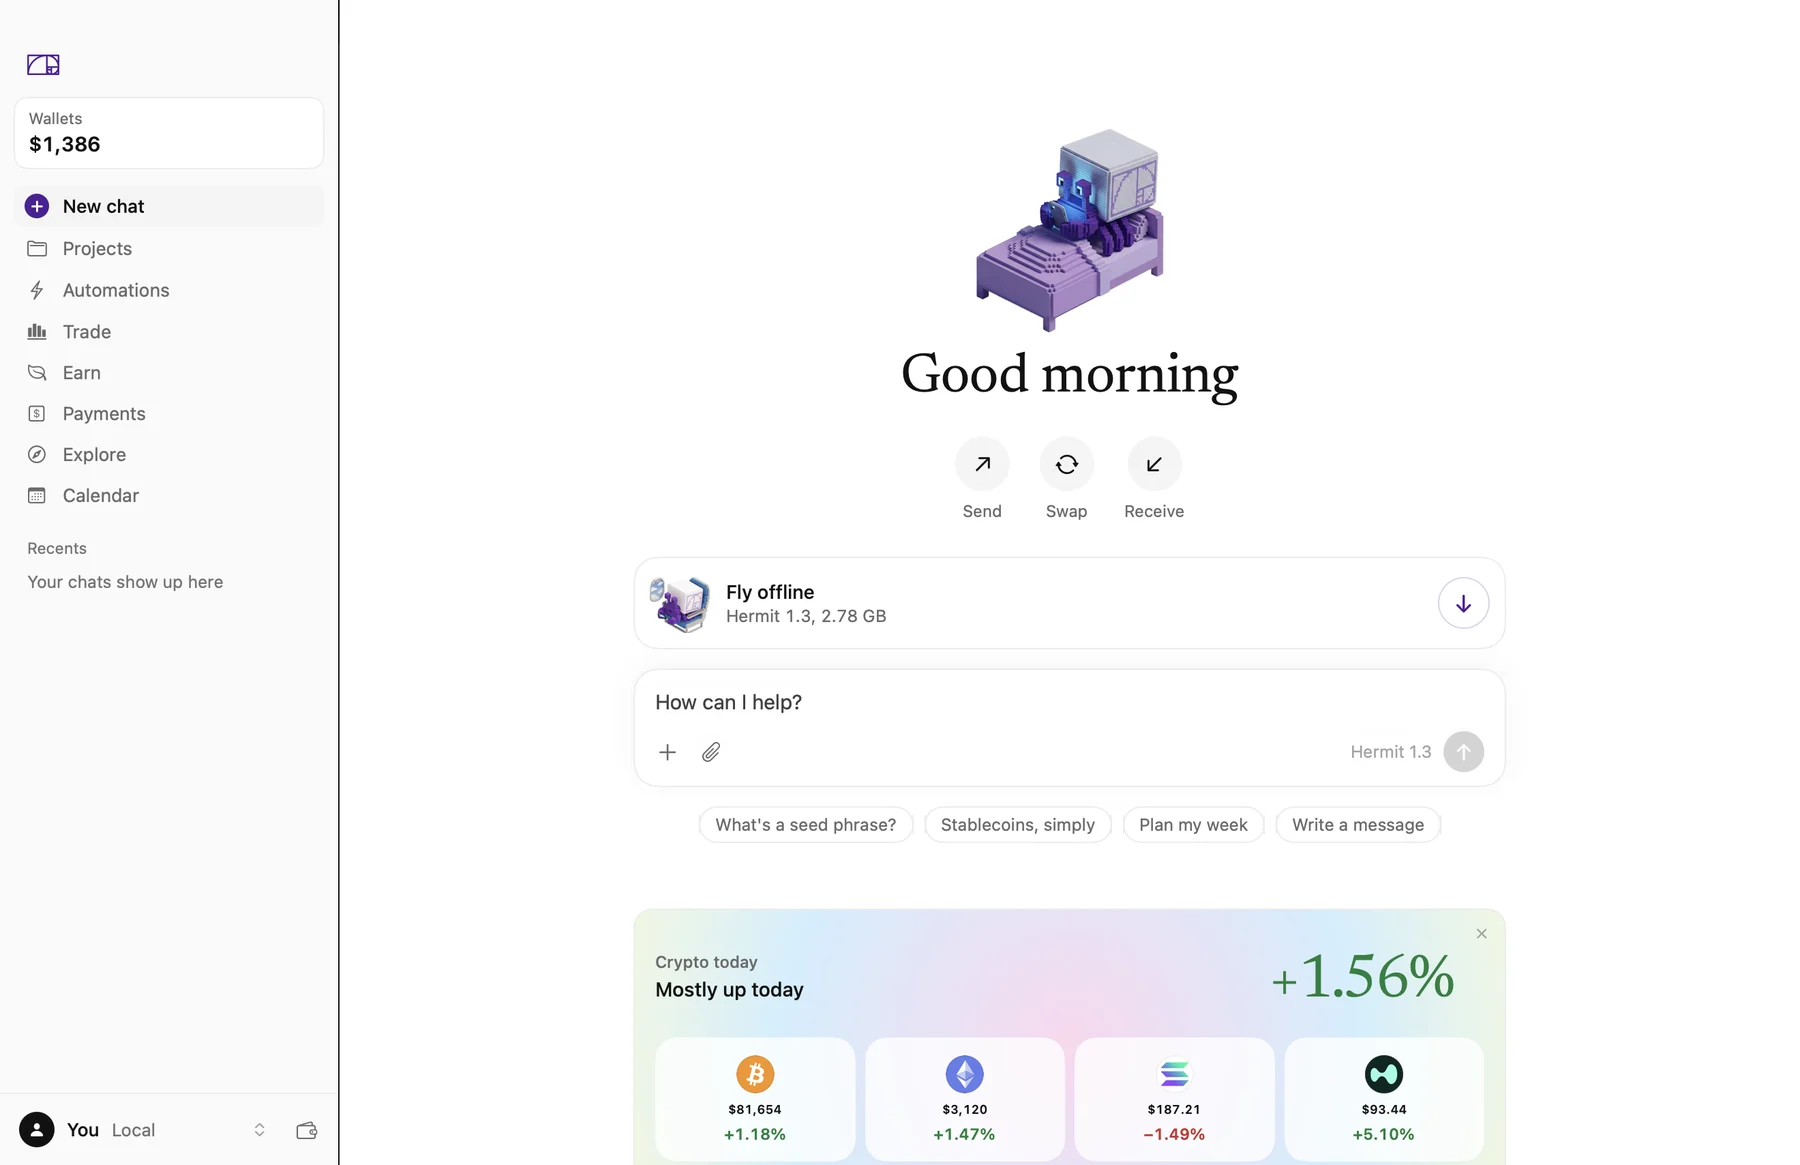 Wallets
$1,386
New chat
Projects
Automations
Trade
Earn
Payments
Explore
Calendar
Recents
Your chats show up here
You Local
Good morning
Send Swap Receive
Fly offline
Hermit 1.3, 2.78 GB
How can I help?
Hermit 1.3
What's a seed phrase? Stablecoins, simply Plan my week Write a message
Crypto today
Mostly up today
+1.56%
$81,654 $3,120 $187.21 $93.44
+1.18% +1.47% −1.49% +5.10%